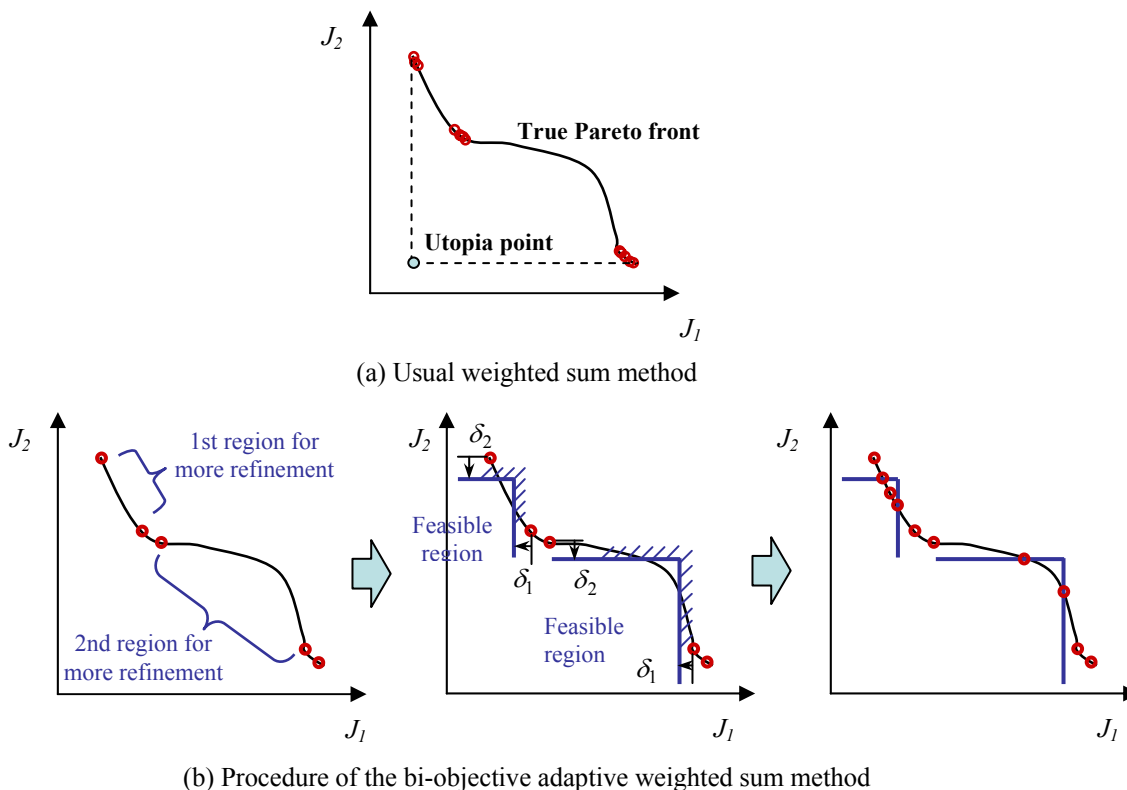 J₂
True Pareto front
Utopia point
J₁
(a) Usual weighted sum method
J₂
1st region for
more refinement
2nd region for
more refinement
J₁
J₂
δ₂
Feasible
region
δ₁
δ₂
Feasible
region
δ₁
J₁
J₂
J₁
(b) Procedure of the bi-objective adaptive weighted sum method